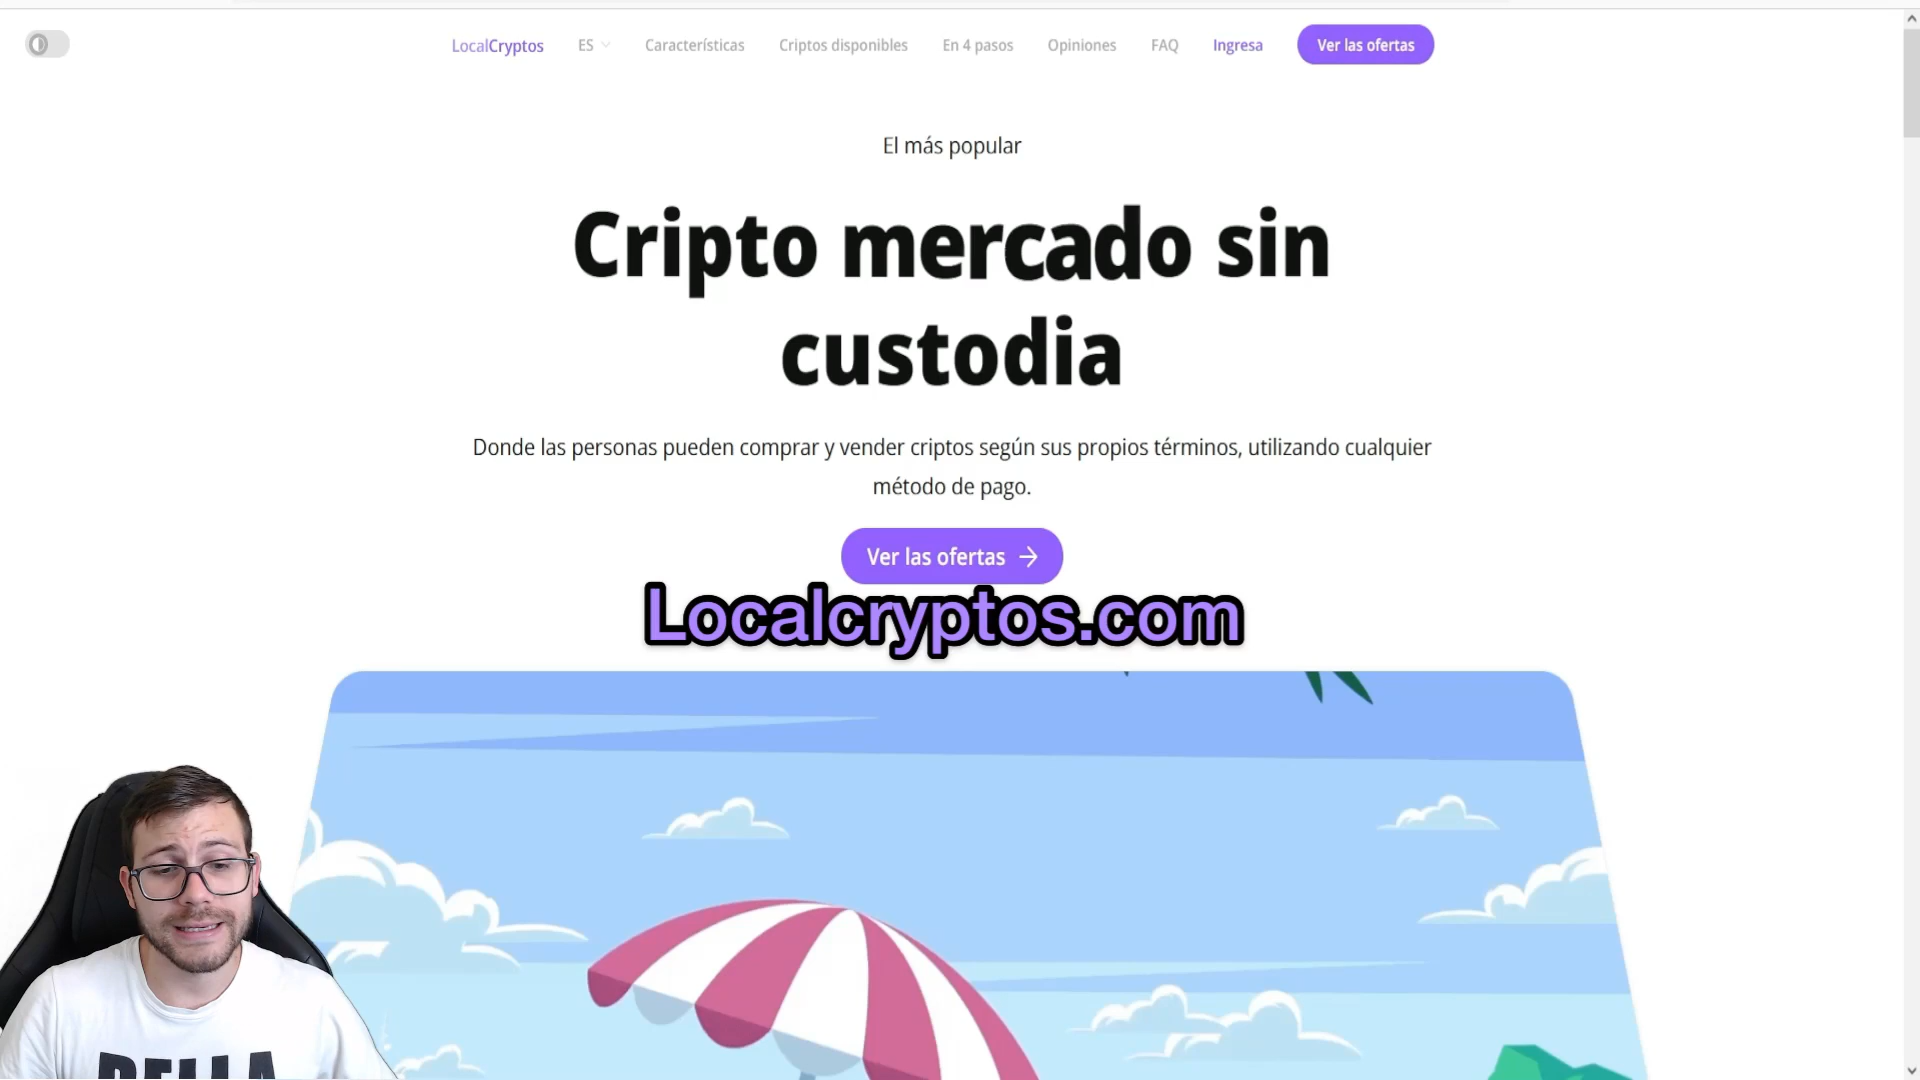 LocalCryptos ES Características Criptos disponibles En 4 pasos Opiniones FAQ Ingresa Ver las ofertas
El más popular
Cripto mercado sin
custodia
Donde las personas pueden comprar y vender criptos según sus propios términos, utilizando cualquier
método de pago.
Ver las ofertas →
Localcryptos.com
BELLA